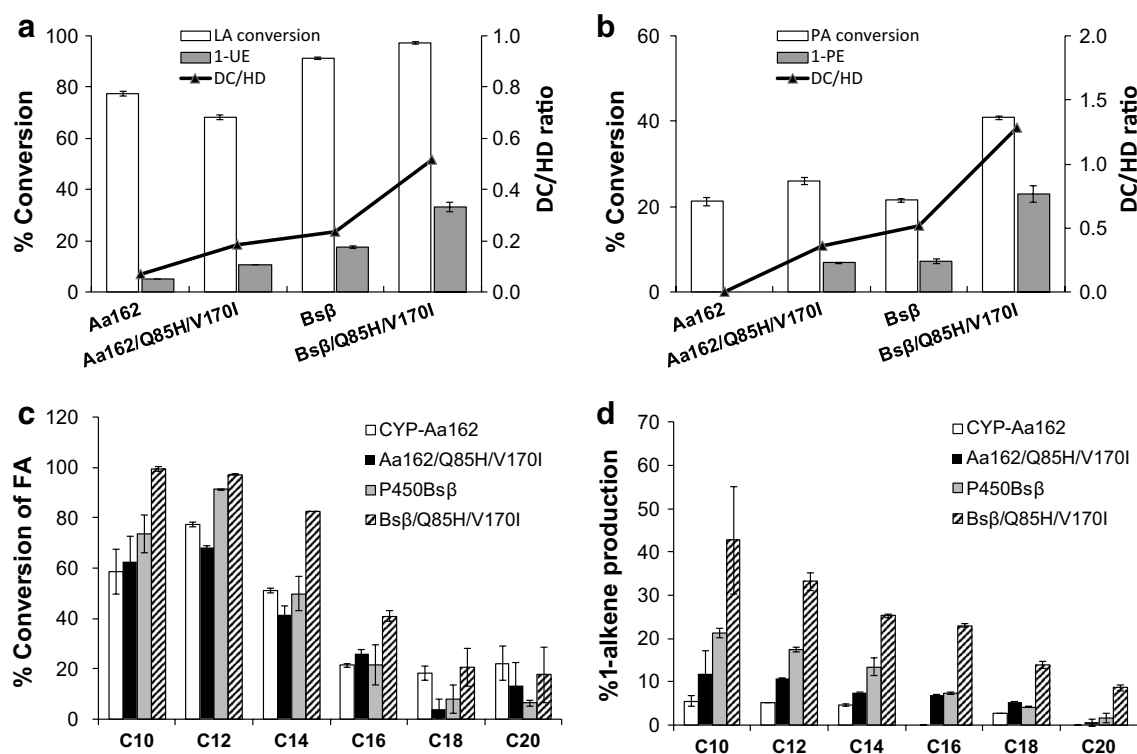 a
LA conversion
1-UE
DC/HD
% Conversion
100
80
60
40
20
0
1.0
0.8
0.6
0.4
0.2
0.0
DC/HD ratio
Aa162
Aa162/Q85H/V170I
Bsβ
Bsβ/Q85H/V170I
b
PA conversion
1-PE
DC/HD
% Conversion
60
40
20
0
2.0
1.5
1.0
0.5
0.0
DC/HD ratio
Aa162
Aa162/Q85H/V170I
Bsβ
Bsβ/Q85H/V170I
c
% Conversion of FA
120
100
80
60
40
20
0
CYP-Aa162
Aa162/Q85H/V170I
P450Bsβ
Bsβ/Q85H/V170I
C10 C12 C14 C16 C18 C20
d
%1-alkene production
70
60
50
40
30
20
10
0
CYP-Aa162
Aa162/Q85H/V170I
P450Bsβ
Bsβ/Q85H/V170I
C10 C12 C14 C16 C18 C20